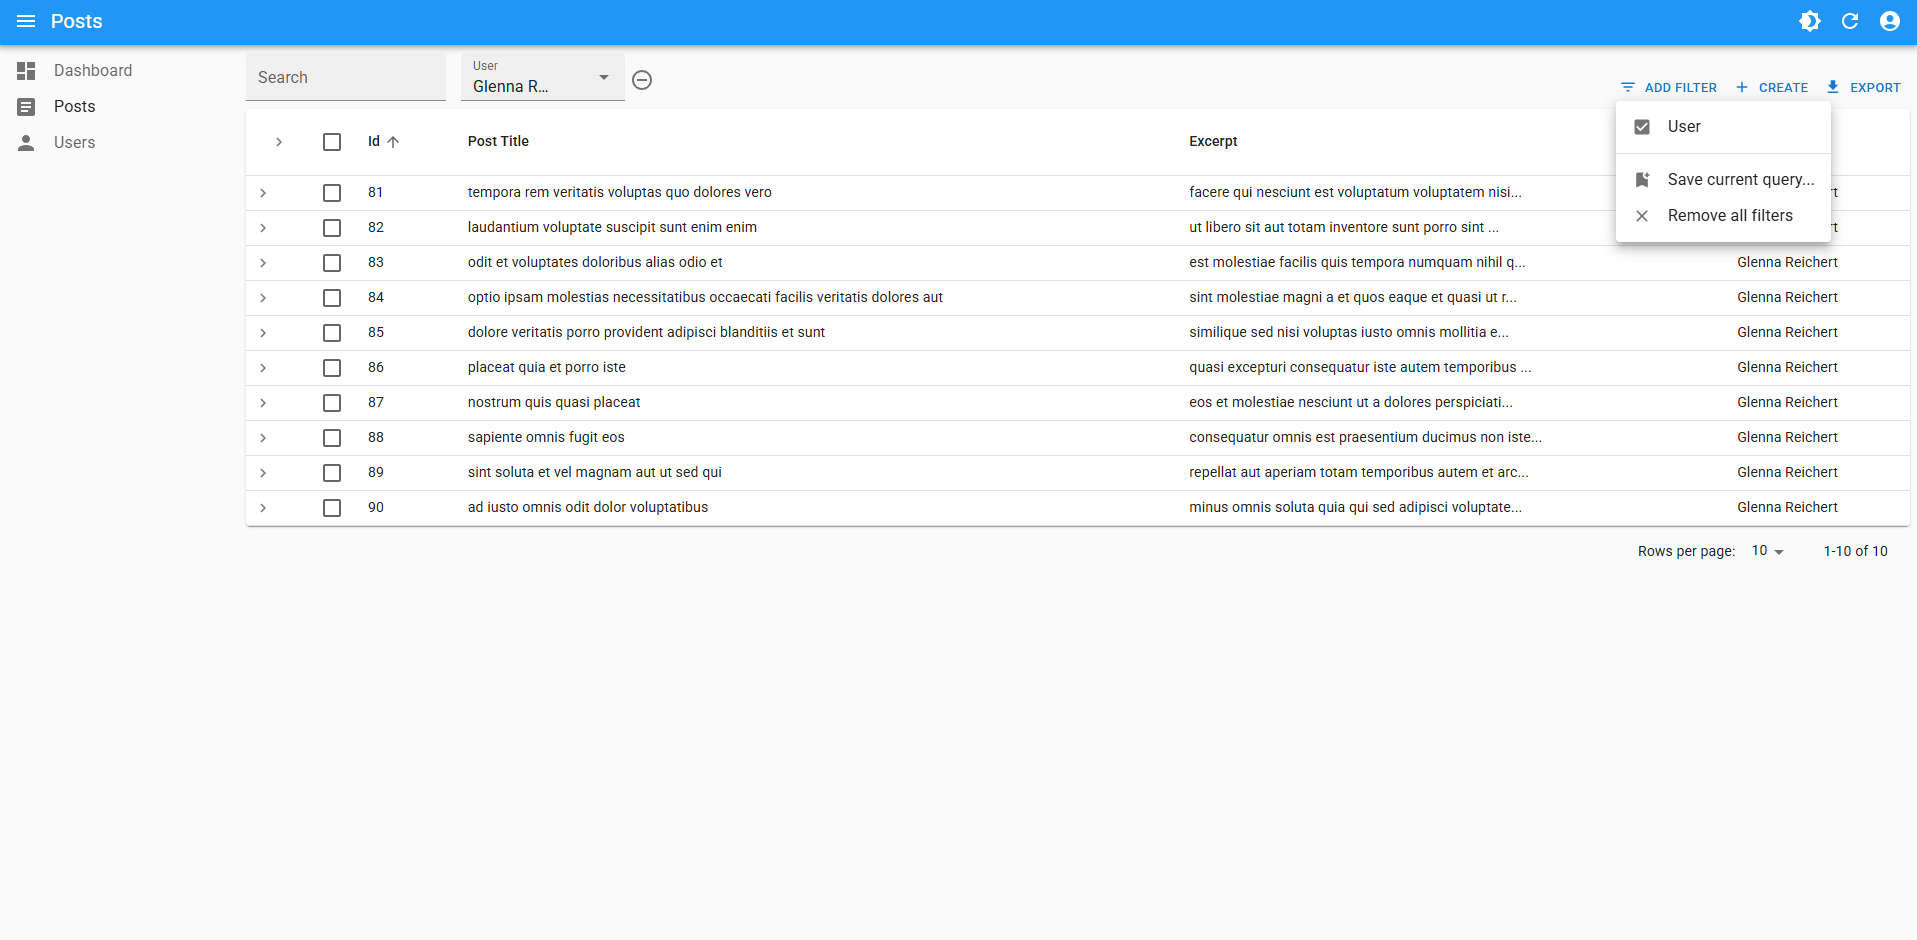 Posts
Dashboard
Posts
Users
Search
User
Glenna R...
ADD FILTER
CREATE
EXPORT
User
Save current query...
Remove all filters
Id
Post Title
Excerpt
81 tempora rem veritatis voluptas quo dolores vero facere qui nesciunt est voluptatum voluptatem nisi...
82 laudantium voluptate suscipit sunt enim enim ut libero sit aut totam inventore sunt porro sint ...
83 odit et voluptates doloribus alias odio et est molestiae facilis quis tempora numquam nihil q... Glenna Reichert
84 optio ipsam molestias necessitatibus occaecati facilis veritatis dolores aut sint molestiae magni a et quos eaque et quasi ut r... Glenna Reichert
85 dolore veritatis porro provident adipisci blanditiis et sunt similique sed nisi voluptas iusto omnis mollitia e... Glenna Reichert
86 placeat quia et porro iste quasi excepturi consequatur iste autem temporibus ... Glenna Reichert
87 nostrum quis quasi placeat eos et molestiae nesciunt ut a dolores perspiciati... Glenna Reichert
88 sapiente omnis fugit eos consequatur omnis est praesentium ducimus non iste... Glenna Reichert
89 sint soluta et vel magnam aut ut sed qui repellat aut aperiam totam temporibus autem et arc... Glenna Reichert
90 ad iusto omnis odit dolor voluptatibus minus omnis soluta quia qui sed adipisci voluptate... Glenna Reichert
Rows per page: 10 1-10 of 10